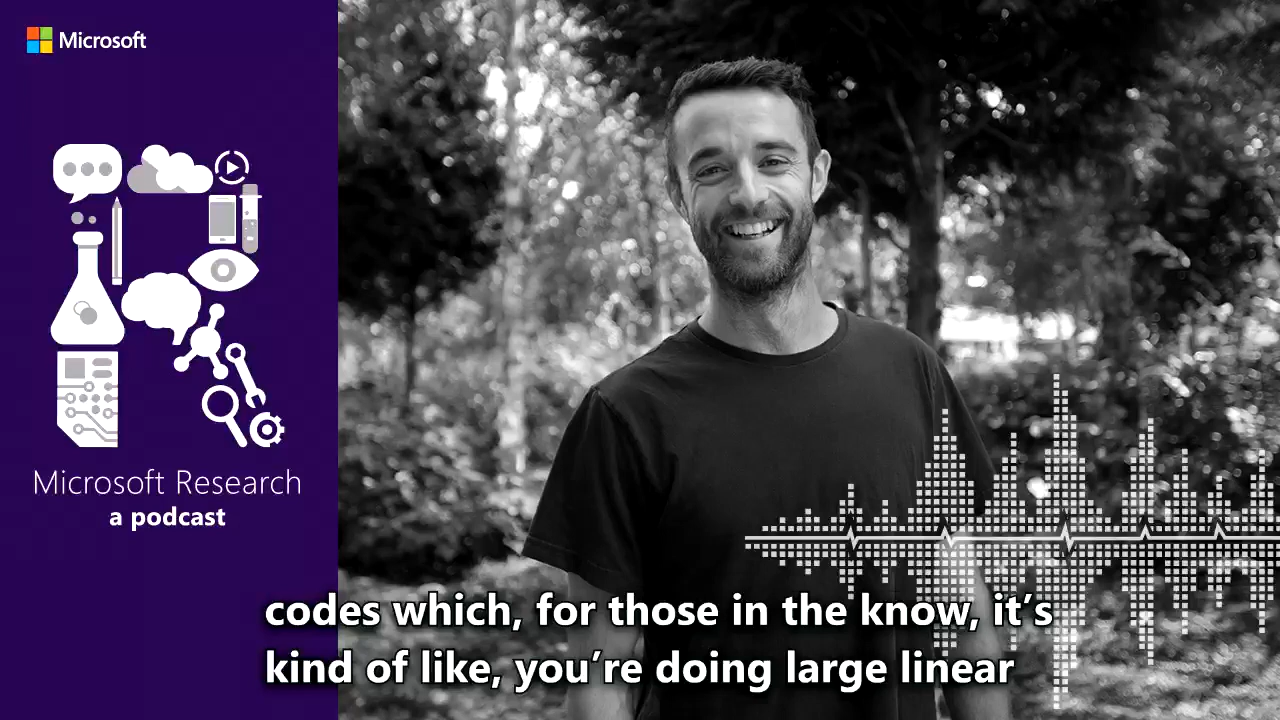 Microsoft
Microsoft Research
a podcast
codes which, for those in the know, it’s
kind of like, you’re doing large linear